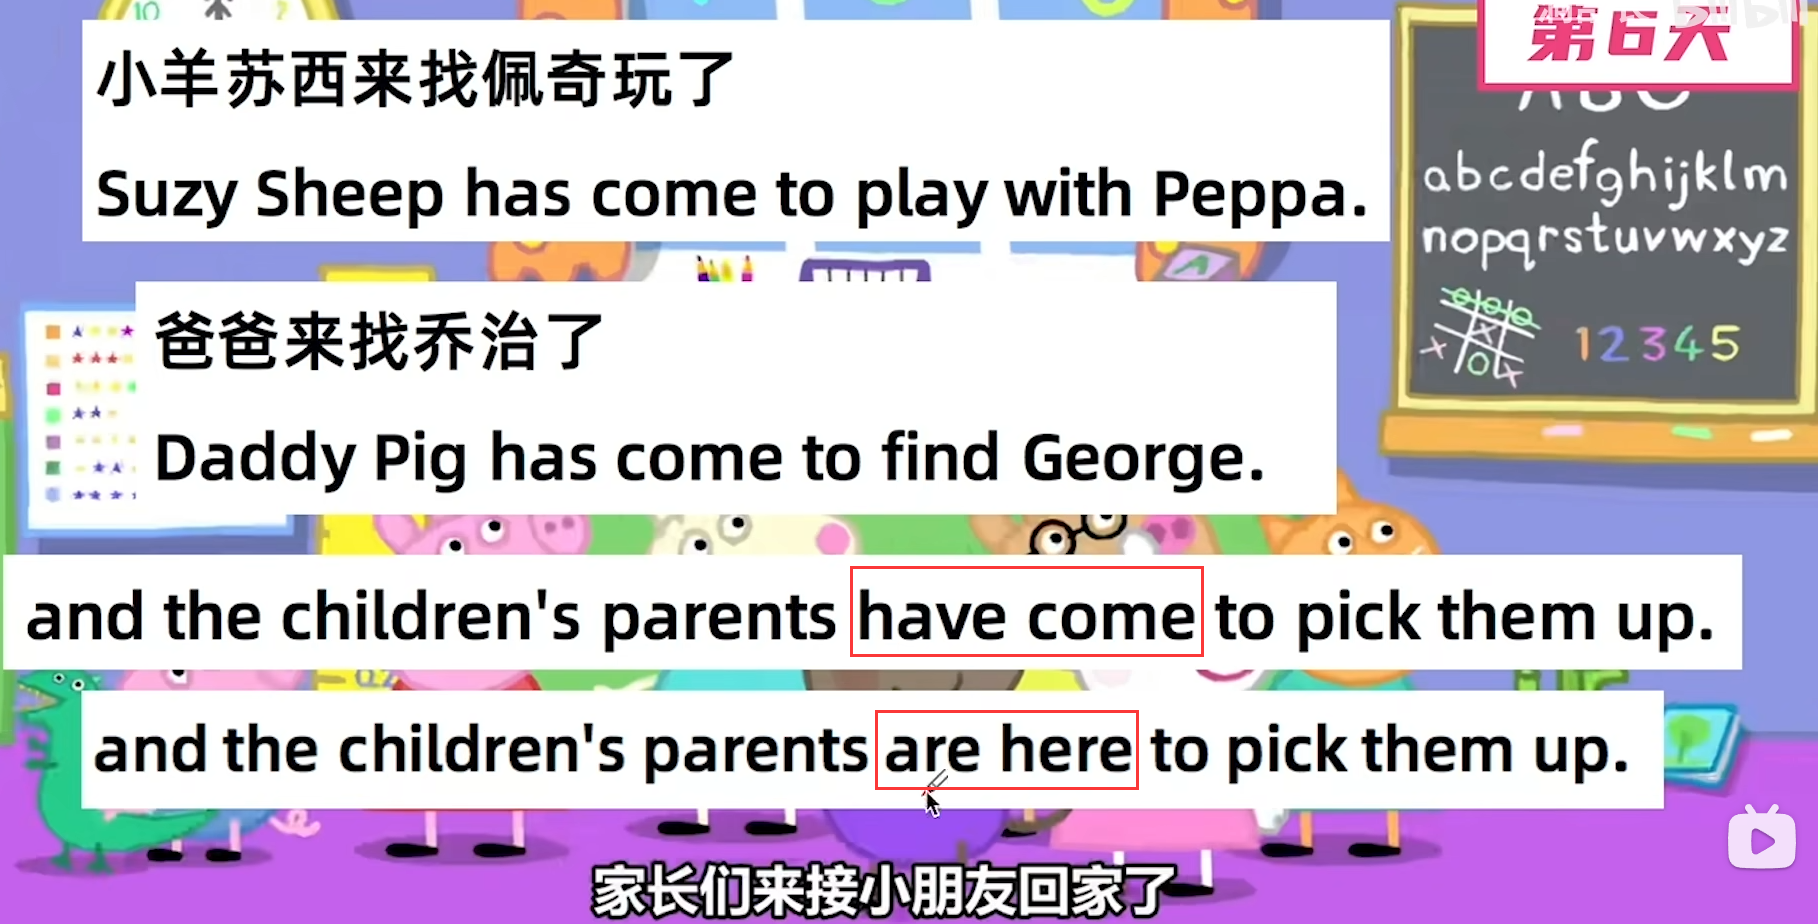 第6天
小羊苏西来找佩奇玩了
Suzy Sheep has come to play with Peppa.
abcdefghijklm
nopqrstuvwxyz
爸爸来找乔治了
12345
Daddy Pig has come to find George.
and the children's parents have come to pick them up.
and the children's parents are here to pick them up.
家长们来接小朋友回家了